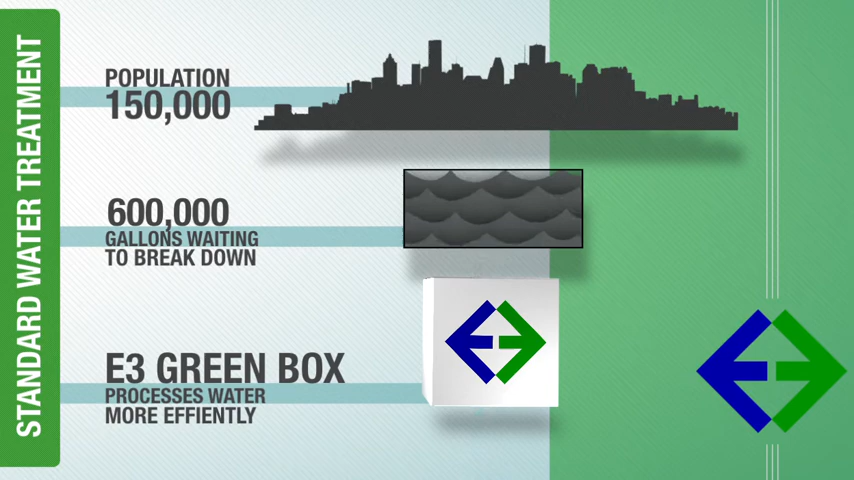 STANDARD WATER TREATMENT
POPULATION
150,000
600,000
GALLONS WAITING
TO BREAK DOWN
E3 GREEN BOX
PROCESSES WATER
MORE EFFIENTLY